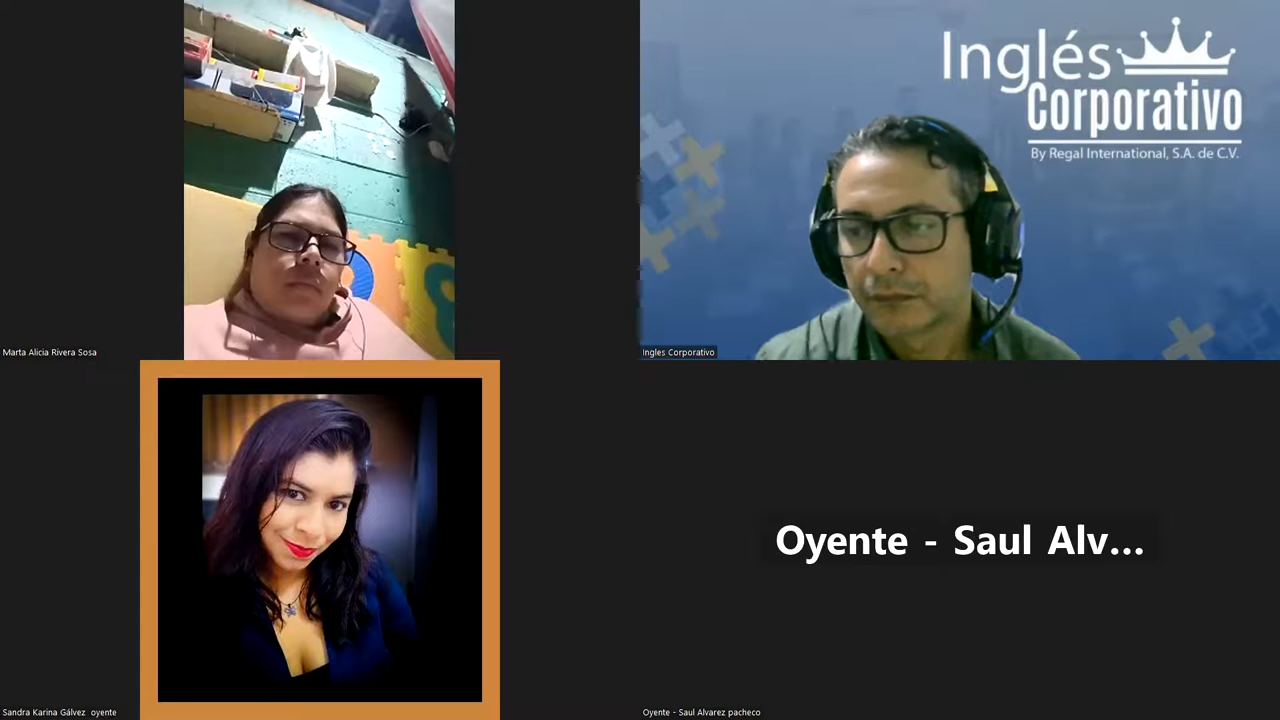 Inglés
Corporativo
By Regal International, S.A. de C.V.
Marta Alicia Rivera Sosa
Ingles Corporativo
Oyente - Saul Alv...
Sandra Karina Gálvez oyente
Oyente - Saul Alvarez pacheco